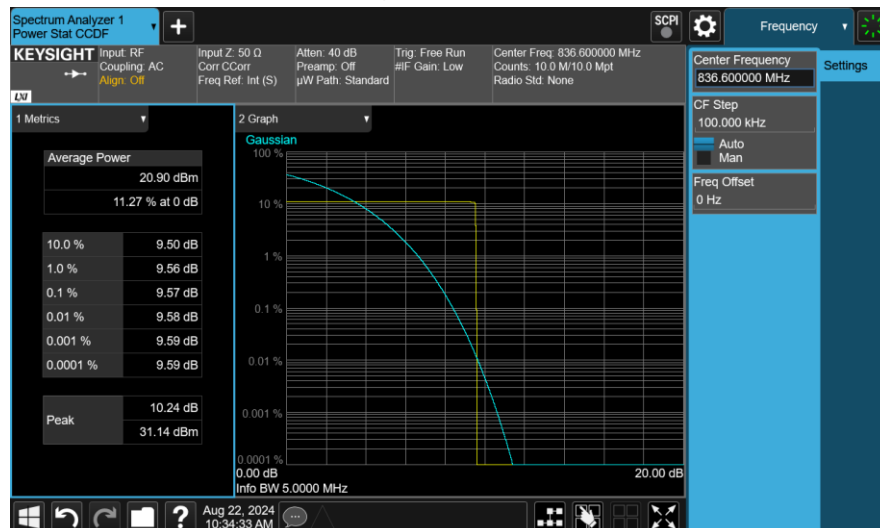 Spectrum Analyzer 1
Power Stat CCDF
+
SCPI
Frequency
KEYSIGHT
Input: RF
Coupling: AC
Align: Off
Input Z: 50 Ω
Corr CCorr
Freq Ref: Int (S)
Atten: 40 dB
Preamp: Off
µW Path: Standard
Trig: Free Run
#IF Gain: Low
Center Freq: 836.600000 MHz
Counts: 10.0 M/10.0 Mpt
Radio Std: None
LXI
Center Frequency
836.600000 MHz
Settings
CF Step
100.000 kHz
Auto
Man
Freq Offset
0 Hz
1 Metrics
Average Power
20.90 dBm
11.27 % at 0 dB
10.0 % 9.50 dB
1.0 % 9.56 dB
0.1 % 9.57 dB
0.01 % 9.58 dB
0.001 % 9.59 dB
0.0001 % 9.59 dB
Peak
10.24 dB
31.14 dBm
2 Graph
Gaussian
100 %
10 %
1 %
0.1 %
0.01 %
0.001 %
0.0001 %
0.00 dB
20.00 dB
Info BW 5.0000 MHz
?
Aug 22, 2024
10:34:33 AM